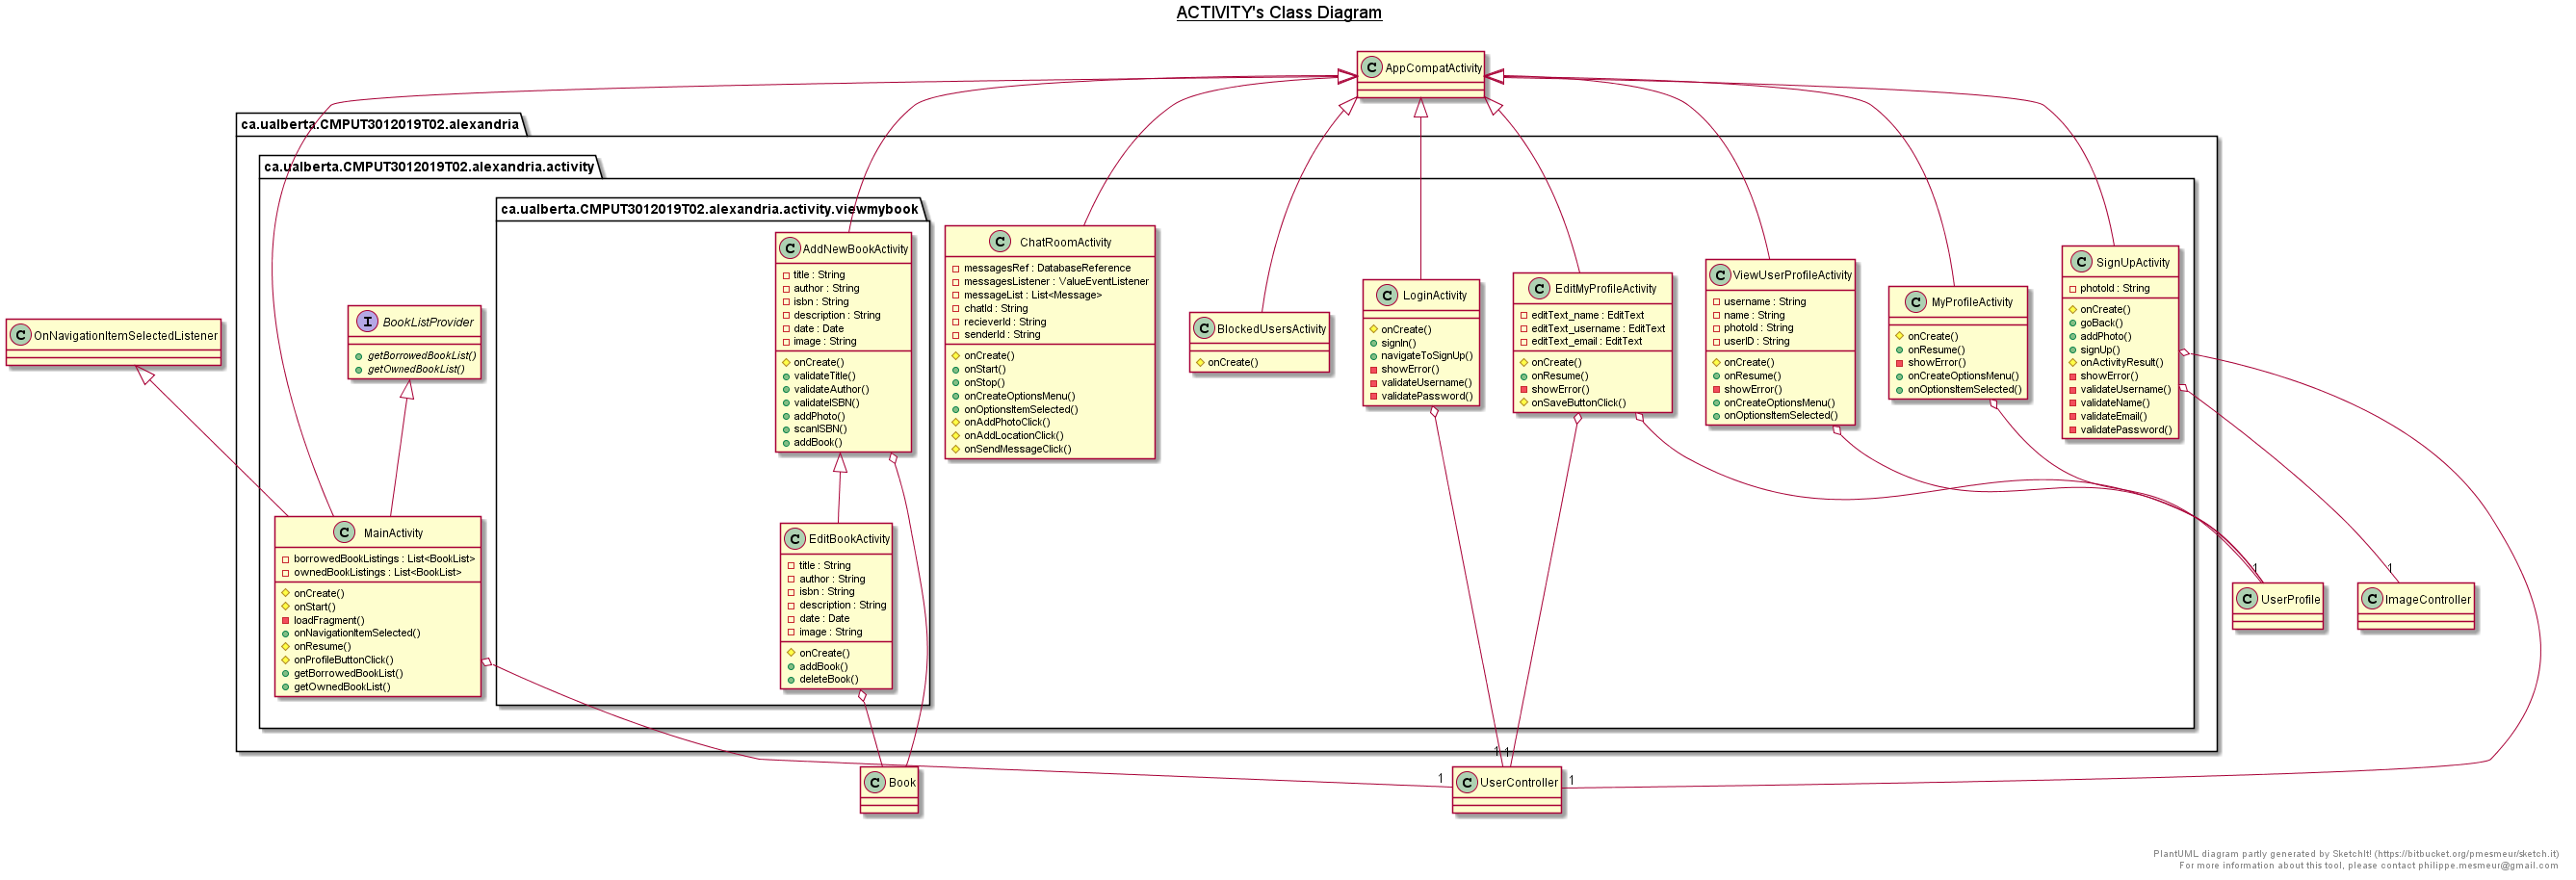 ACTIVITY's Class Diagram
AppCompatActivity
ca.ualberta.CMPUT3012019T02.alexandria
ca.ualberta.CMPUT3012019T02.alexandria.activity
ca.ualberta.CMPUT3012019T02.alexandria.activity.viewmybook
OnNavigationItemSelectedListener
BookListProvider
getBorrowedBookList()
getOwnedBookList()
AddNewBookActivity
title : String
author : String
isbn : String
description : String
date : Date
image : String
onCreate()
validateTitle()
validateAuthor()
validateISBN()
addPhoto()
scanISBN()
addBook()
ChatRoomActivity
messagesRef : DatabaseReference
messagesListener : ValueEventListener
messageList : List<Message>
chatId : String
recieverId : String
senderId : String
onCreate()
onStart()
onStop()
onCreateOptionsMenu()
onOptionsItemSelected()
onAddPhotoClick()
onAddLocationClick()
onSendMessageClick()
BlockedUsersActivity
onCreate()
LoginActivity
onCreate()
signIn()
navigateToSignUp()
showError()
validateUsername()
validatePassword()
EditMyProfileActivity
editText_name : EditText
editText_username : EditText
editText_email : EditText
onCreate()
onResume()
showError()
onSaveButtonClick()
ViewUserProfileActivity
username : String
name : String
photoId : String
userID : String
onCreate()
onResume()
showError()
onCreateOptionsMenu()
onOptionsItemSelected()
MyProfileActivity
onCreate()
onResume()
showError()
onCreateOptionsMenu()
onOptionsItemSelected()
SignUpActivity
photoId : String
onCreate()
goBack()
addPhoto()
signUp()
onActivityResult()
showError()
validateUsername()
validateName()
validateEmail()
validatePassword()
MainActivity
borrowedBookListings : List<BookList>
ownedBookListings : List<BookList>
onCreate()
onStart()
loadFragment()
onNavigationItemSelected()
onResume()
onProfileButtonClick()
getBorrowedBookList()
getOwnedBookList()
EditBookActivity
title : String
author : String
isbn : String
description : String
date : Date
image : String
onCreate()
addBook()
deleteBook()
1
UserProfile
1
ImageController
Book
1
1
1
1
UserController
PlantUML diagram partly generated by SketchIt! (https://bitbucket.org/pmesmeur/sketch.it)
For more information about this tool, please contact philippe.mesmeur@gmail.com